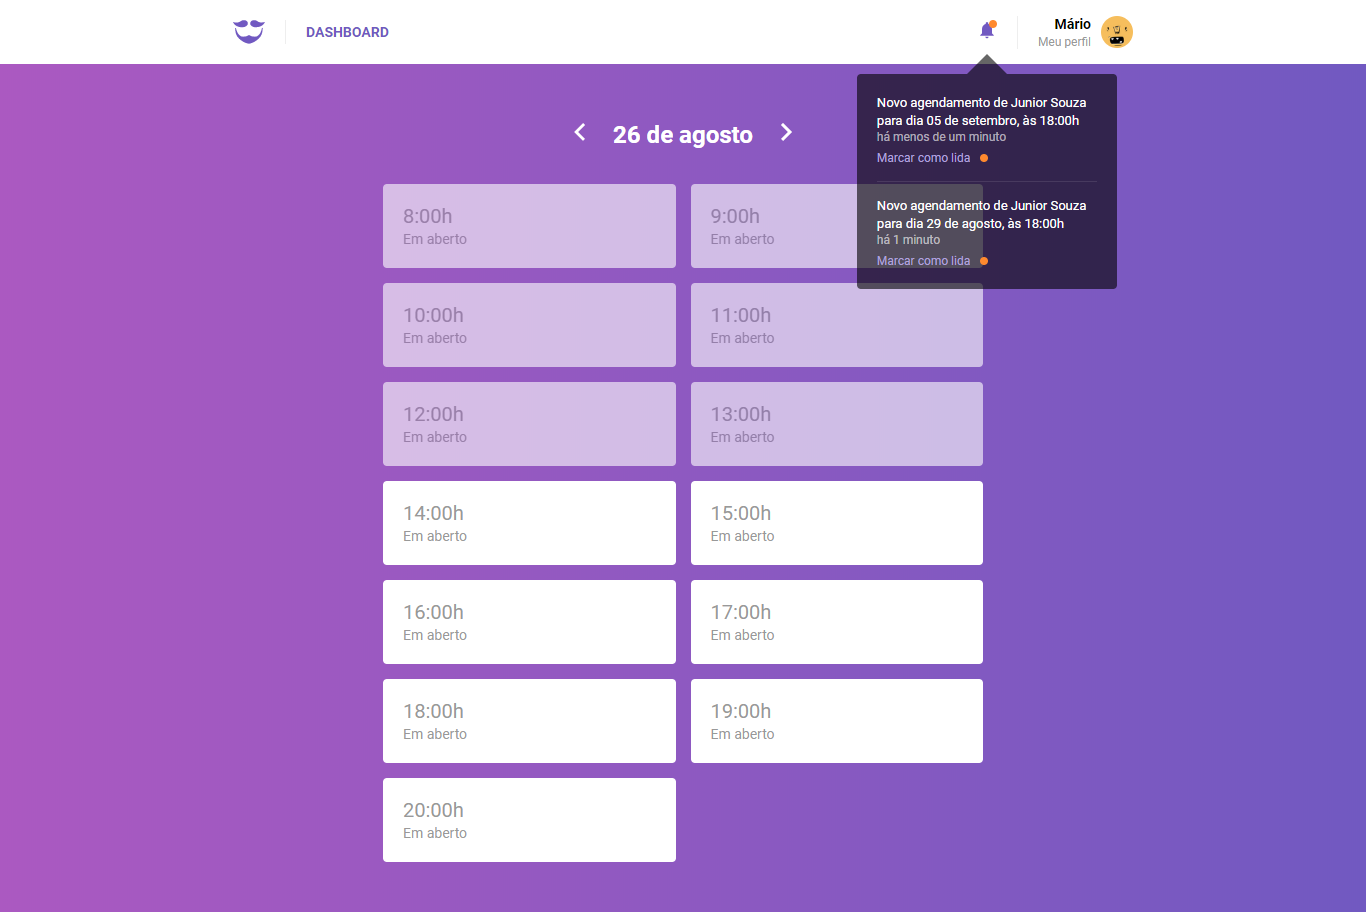 DASHBOARD
Mário
Meu perfil
Novo agendamento de Junior Souza
para dia 05 de setembro, às 18:00h
há menos de um minuto
Marcar como lida
Novo agendamento de Junior Souza
para dia 29 de agosto, às 18:00h
há 1 minuto
Marcar como lida
26 de agosto
8:00h
Em aberto
9:00h
Em aberto
10:00h
Em aberto
11:00h
Em aberto
12:00h
Em aberto
13:00h
Em aberto
14:00h
Em aberto
15:00h
Em aberto
16:00h
Em aberto
17:00h
Em aberto
18:00h
Em aberto
19:00h
Em aberto
20:00h
Em aberto